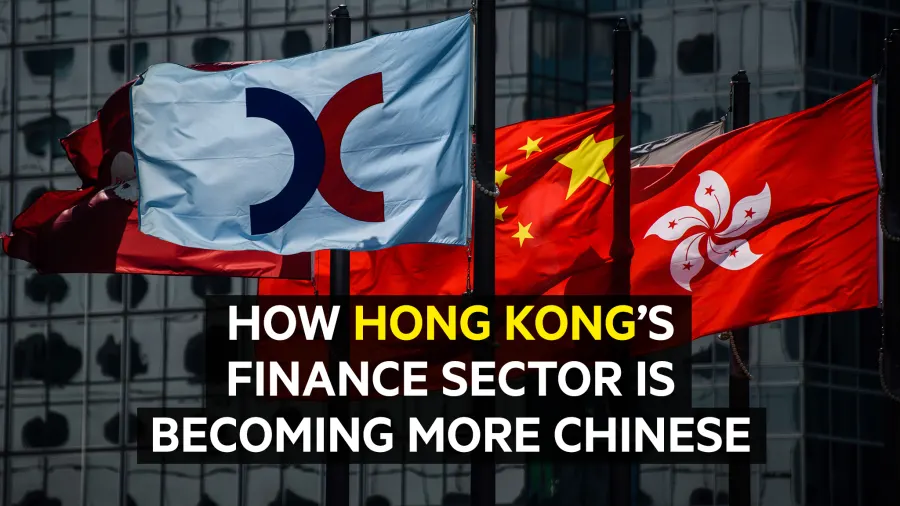 HOW HONG KONG'S
FINANCE SECTOR IS
BECOMING MORE CHINESE